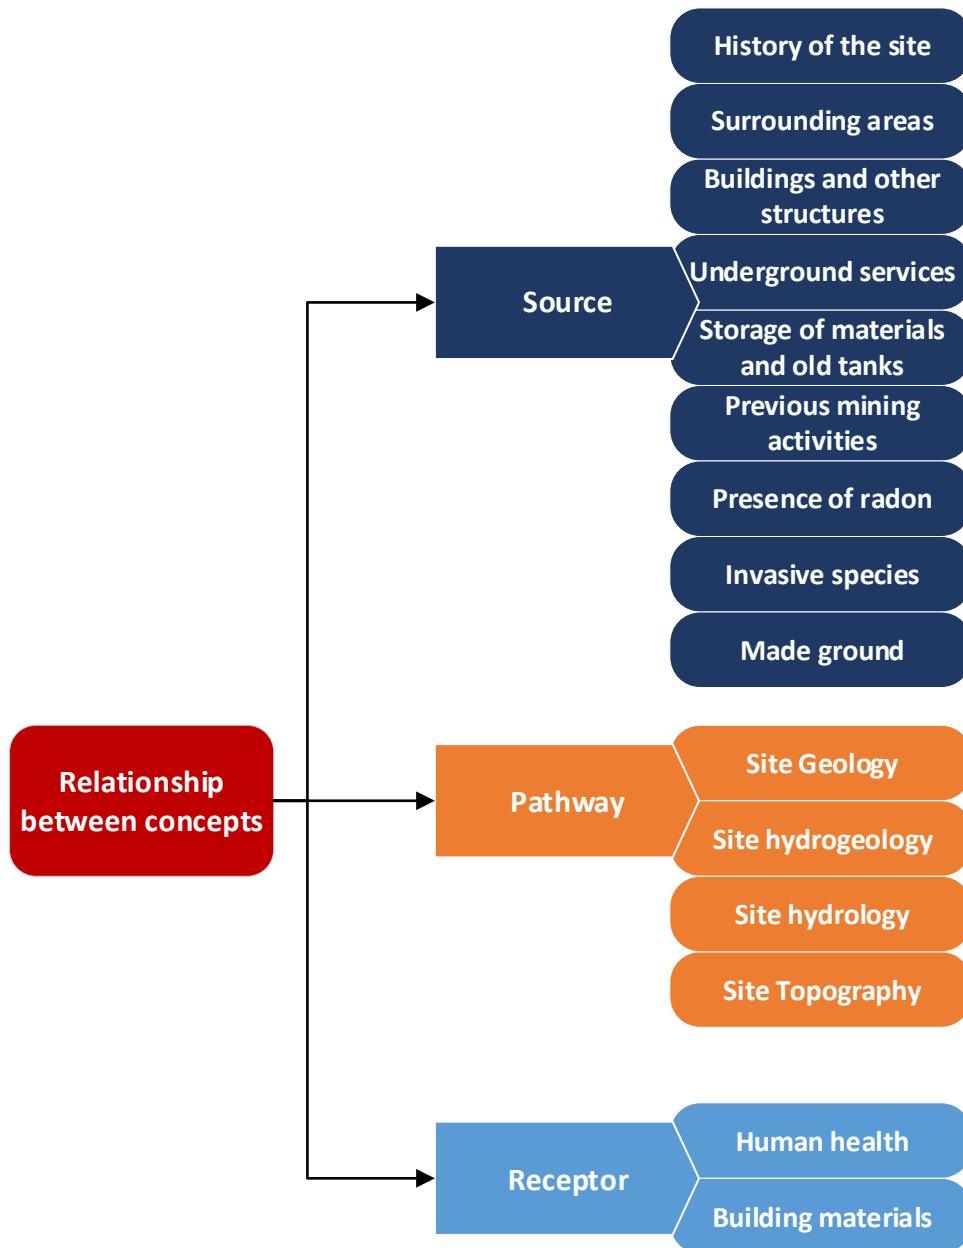 History of the site
Surrounding areas
Buildings and other
structures
Source
Underground services
Storage of materials
and old tanks
Previous mining
activities
Presence of radon
Invasive species
Made ground
Relationship
between concepts
Pathway
Site Geology
Site hydrogeology
Site hydrology
Site Topography
Receptor
Human health
Building materials